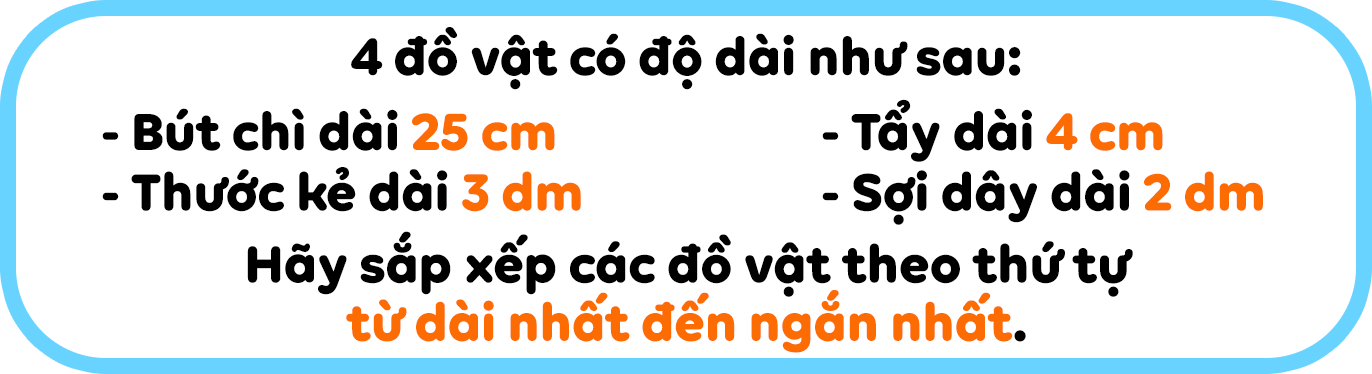 4 đồ vật có độ dài như sau:
- Bút chì dài 25 cm
- Tẩy dài 4 cm
- Thước kẻ dài 3 dm
- Sợi dây dài 2 dm
Hãy sắp xếp các đồ vật theo thứ tự
từ dài nhất đến ngắn nhất.